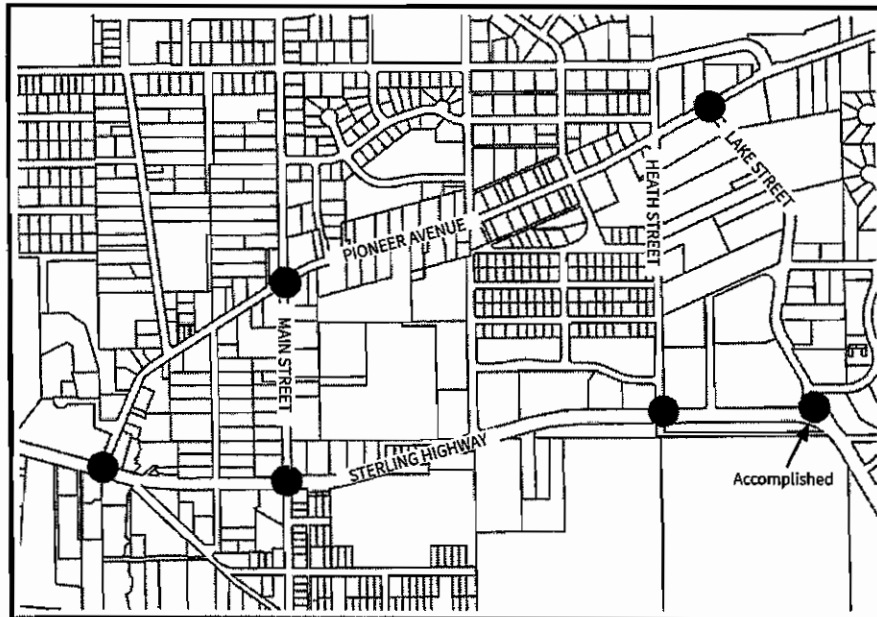 LAKE STREET
HEATH STREET
PIONEER AVENUE
MAIN STREET
STERLING HIGHWAY
Accomplished